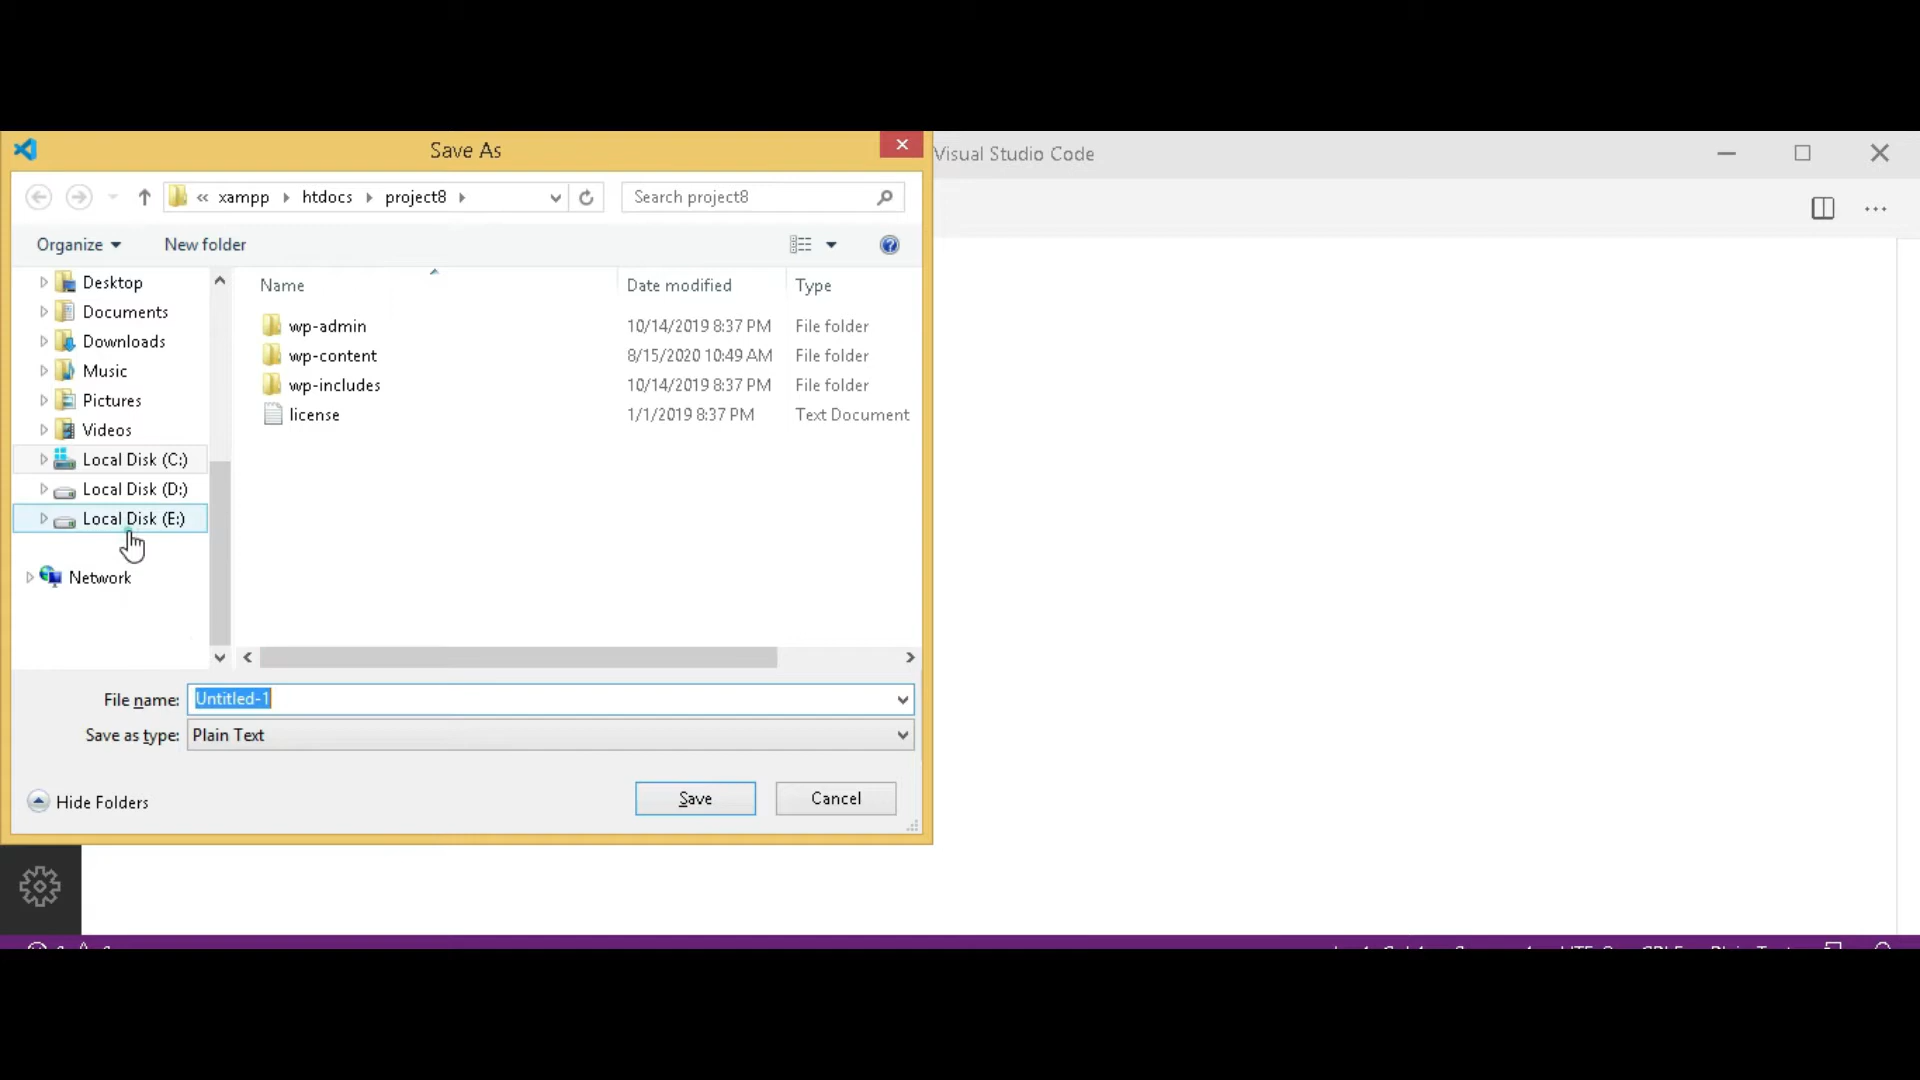 Save As
Visual Studio Code
« xampp htdocs project8
Search project8
Organize
New folder
Desktop
Documents
Downloads
Music
Pictures
Videos
Local Disk (C:)
Local Disk (D:)
Local Disk (E:)
Network
Name Date modified Type
wp-admin 10/14/2019 8:37 PM File folder
wp-content 8/15/2020 10:49 AM File folder
wp-includes 10/14/2019 8:37 PM File folder
license 1/1/2019 8:37 PM Text Document
File name: Untitled-1
Save as type: Plain Text
Hide Folders
Save
Cancel